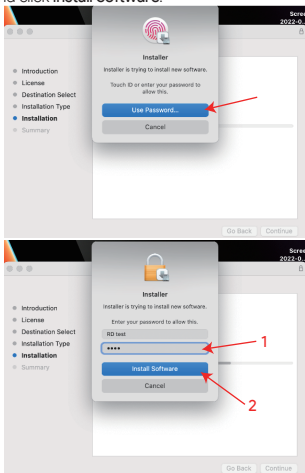 click Install Software.
Scree
2022-0..
Installer
Installer is trying to install new software.
Touch ID or enter your password to
allow this.
Use Password...
Cancel
Introduction
License
Destination Select
Installation Type
Installation
Summary
Go Back
Continue
Scree
2022-0..
Installer
Installer is trying to install new software.
Enter your password to allow this.
RD test
••••
Install Software
Cancel
Introduction
License
Destination Select
Installation Type
Installation
Summary
1
2
Go Back
Continue